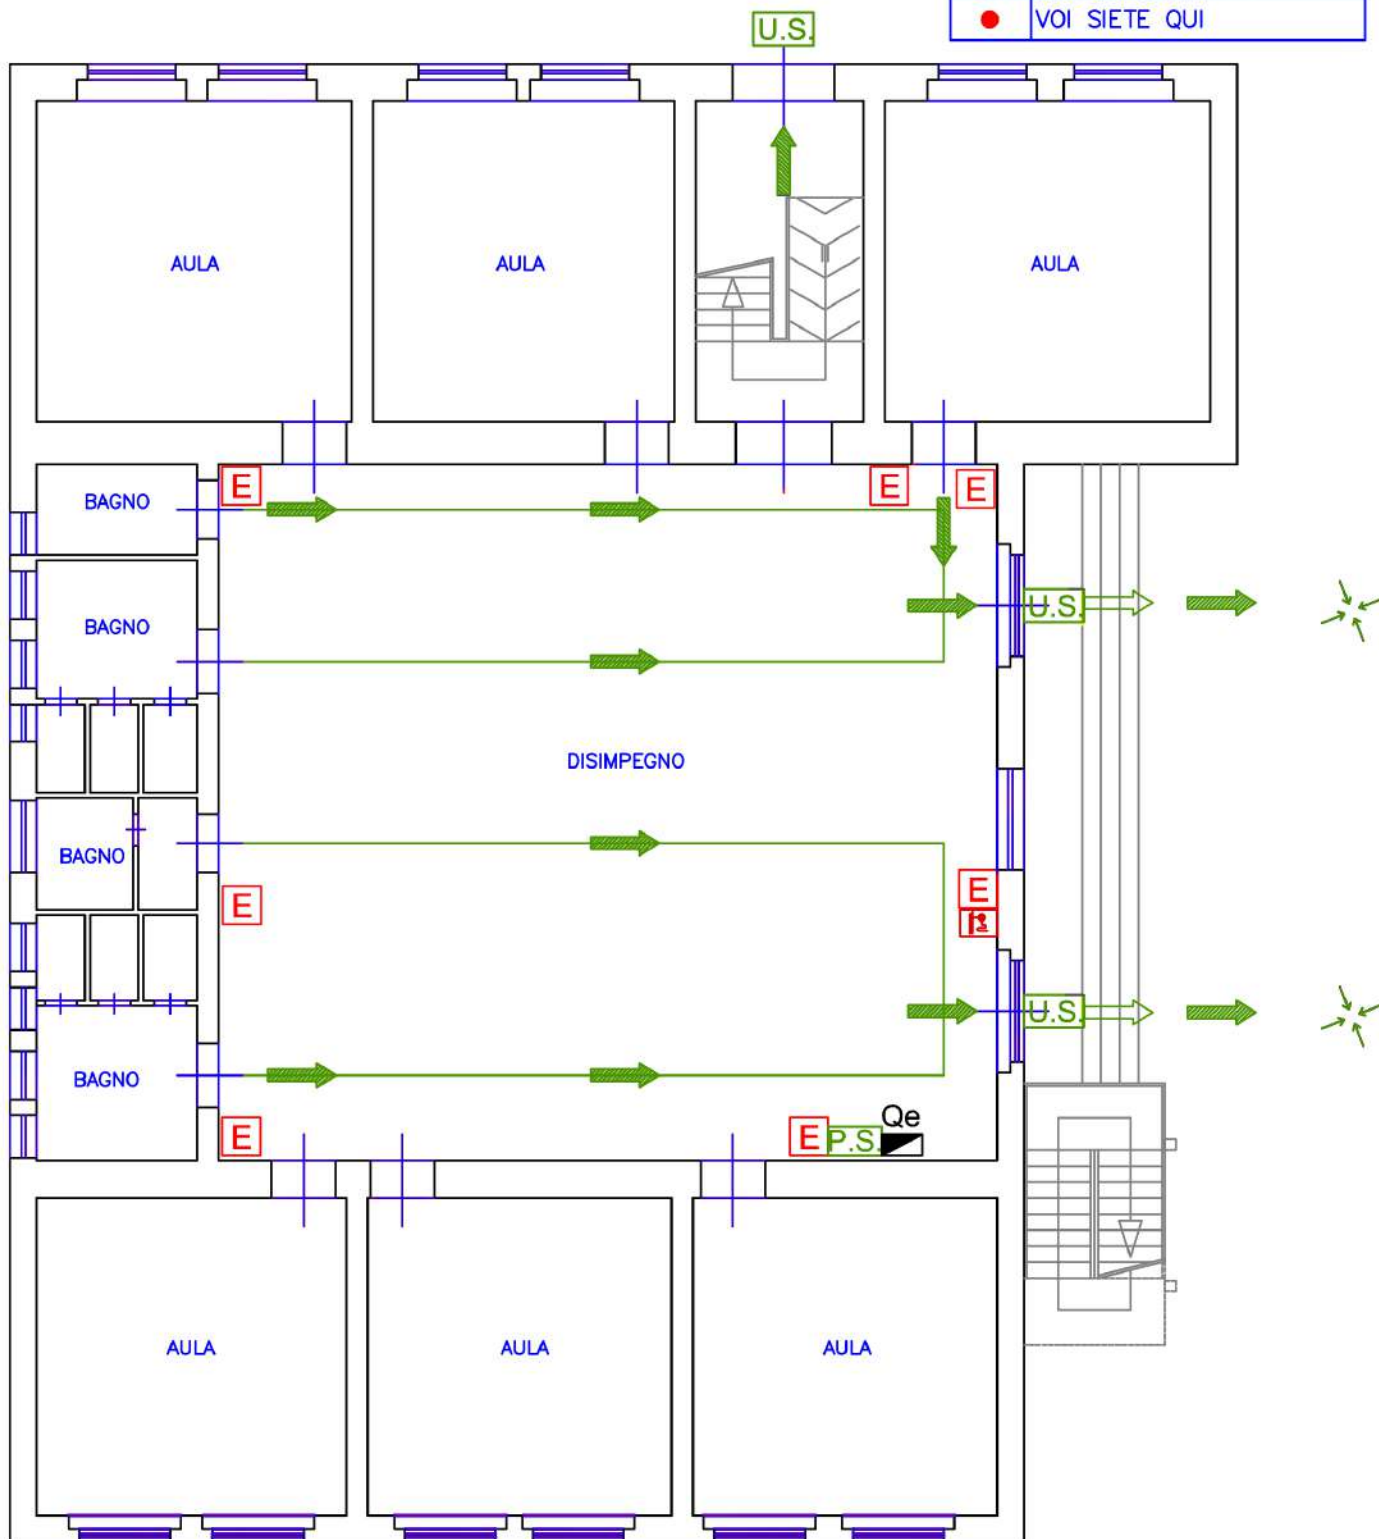 VOI SIETE QUI
U.S.
AULA
AULA
AULA
E
E
E
BAGNO
BAGNO
U.S.
DISIMPEGNO
BAGNO
E
E
U.S.
BAGNO
E
E
P.S.
Qe
AULA
AULA
AULA